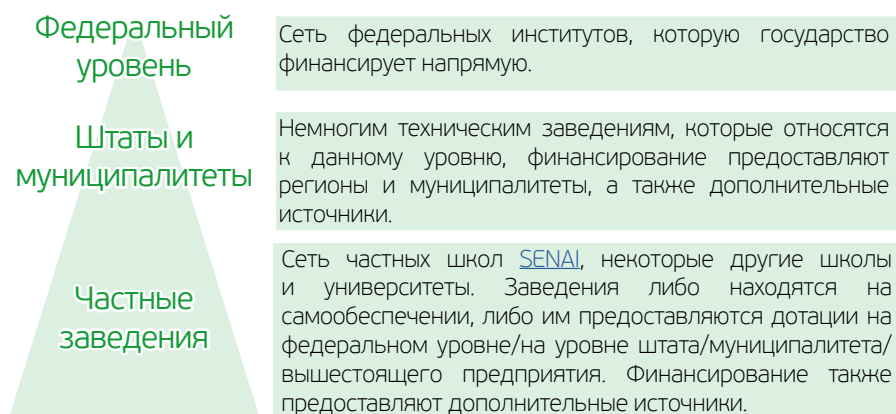 Федеральный
уровень
Сеть федеральных институтов, которую государство
финансирует напрямую.
Штаты и
муниципалитеты
Немногим техническим заведениям, которые относятся
к данному уровню, финансирование предоставляют
регионы и муниципалитеты, а также дополнительные
источники.
Частные
заведения
Сеть частных школ SENAI, некоторые другие школы
и университеты. Заведения либо находятся на
самообеспечении, либо им предоставляются дотации на
федеральном уровне/на уровне штата/муниципалитета/
вышестоящего предприятия. Финансирование также
предоставляют дополнительные источники.